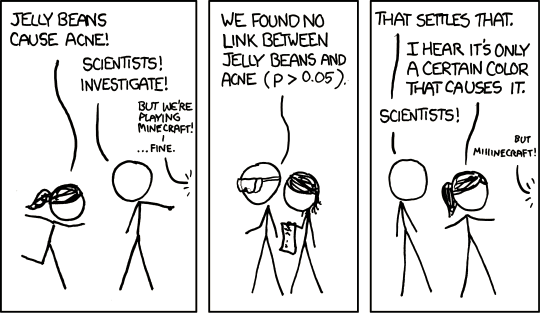 JELLY BEANS
CAUSE ACNE!
SCIENTISTS!
INVESTIGATE!
BUT WE'RE
PLAYING
MINECRAFT!
...FINE.
WE FOUND NO
LINK BETWEEN
JELLY BEANS AND
ACNE (P > 0.05).
THAT SETTLES THAT.
I HEAR IT'S ONLY
A CERTAIN COLOR
THAT CAUSES IT.
SCIENTISTS!
BUT
MIIINECRAFT!